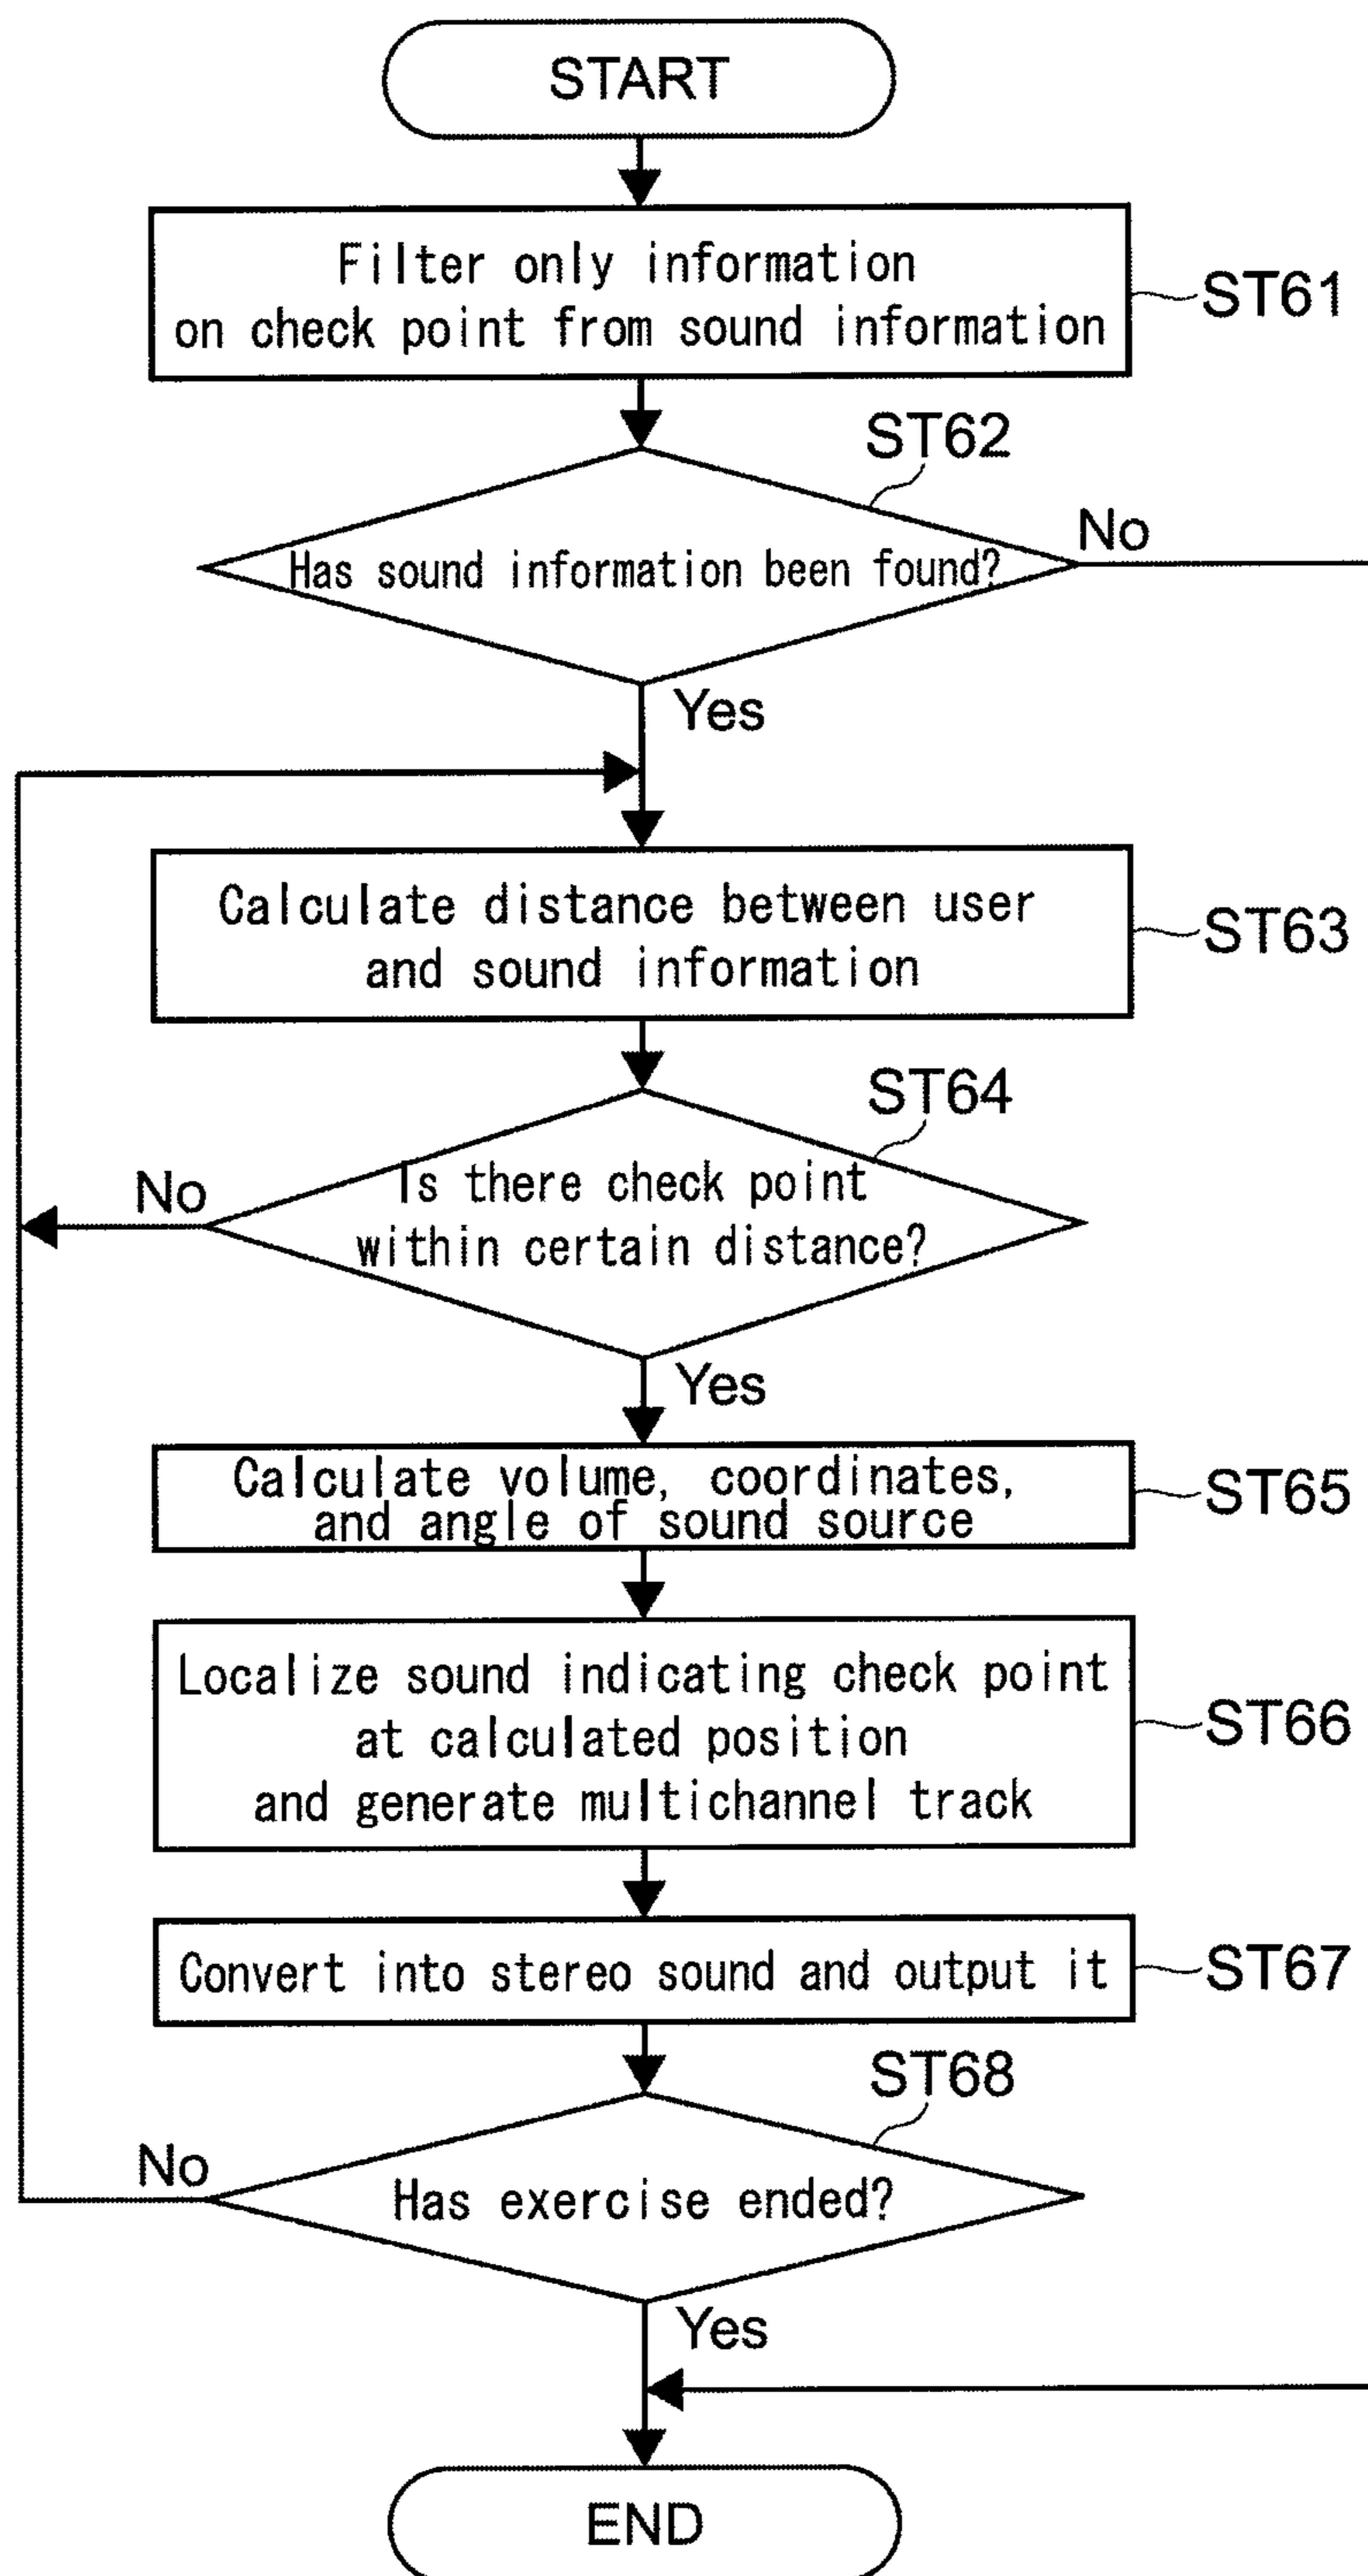 START
Filter only information
on check point from sound information
ST61
ST62
Has sound information been found?
No
Yes
Calculate distance between user
and sound information
ST63
ST64
Is there check point
within certain distance?
No
Yes
Calculate volume, coordinates,
and angle of sound source
ST65
Localize sound indicating check point
at calculated position
and generate multichannel track
ST66
Convert into stereo sound and output it
ST67
ST68
Has exercise ended?
No
Yes
END